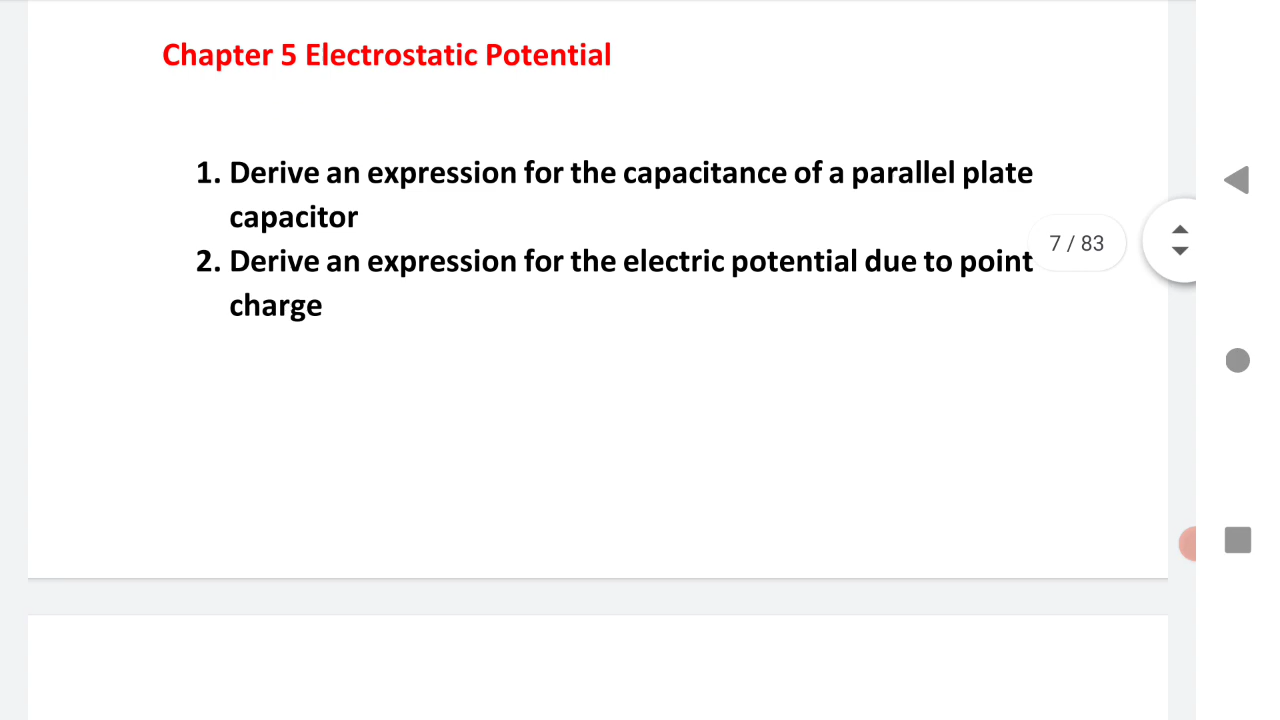 Chapter 5 Electrostatic Potential
1. Derive an expression for the capacitance of a parallel plate
capacitor
2. Derive an expression for the electric potential due to point
charge
7 / 83